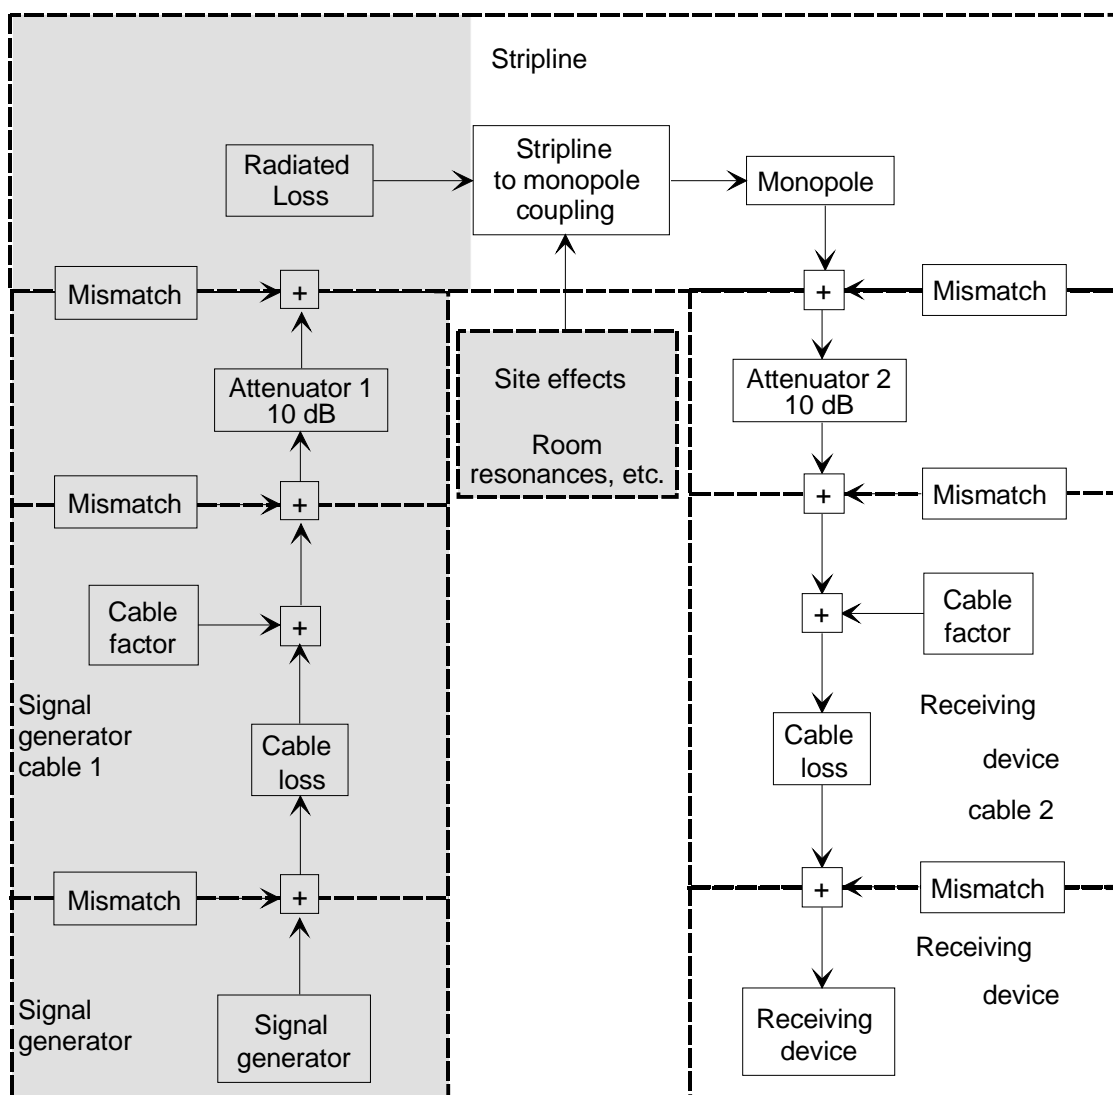 Stripline
Radiated
Loss
Stripline
to monopole
coupling
Monopole
Mismatch
+
+
Mismatch
Attenuator 1
10 dB
Site effects
Room
resonances, etc.
Attenuator 2
10 dB
Mismatch
+
+
Mismatch
Cable
factor
+
+
Cable
factor
Signal
generator
cable 1
Cable
loss
Cable
loss
Receiving
device
cable 2
Mismatch
+
+
Mismatch
Signal
generator
Signal
generator
Receiving
device
Receiving
device